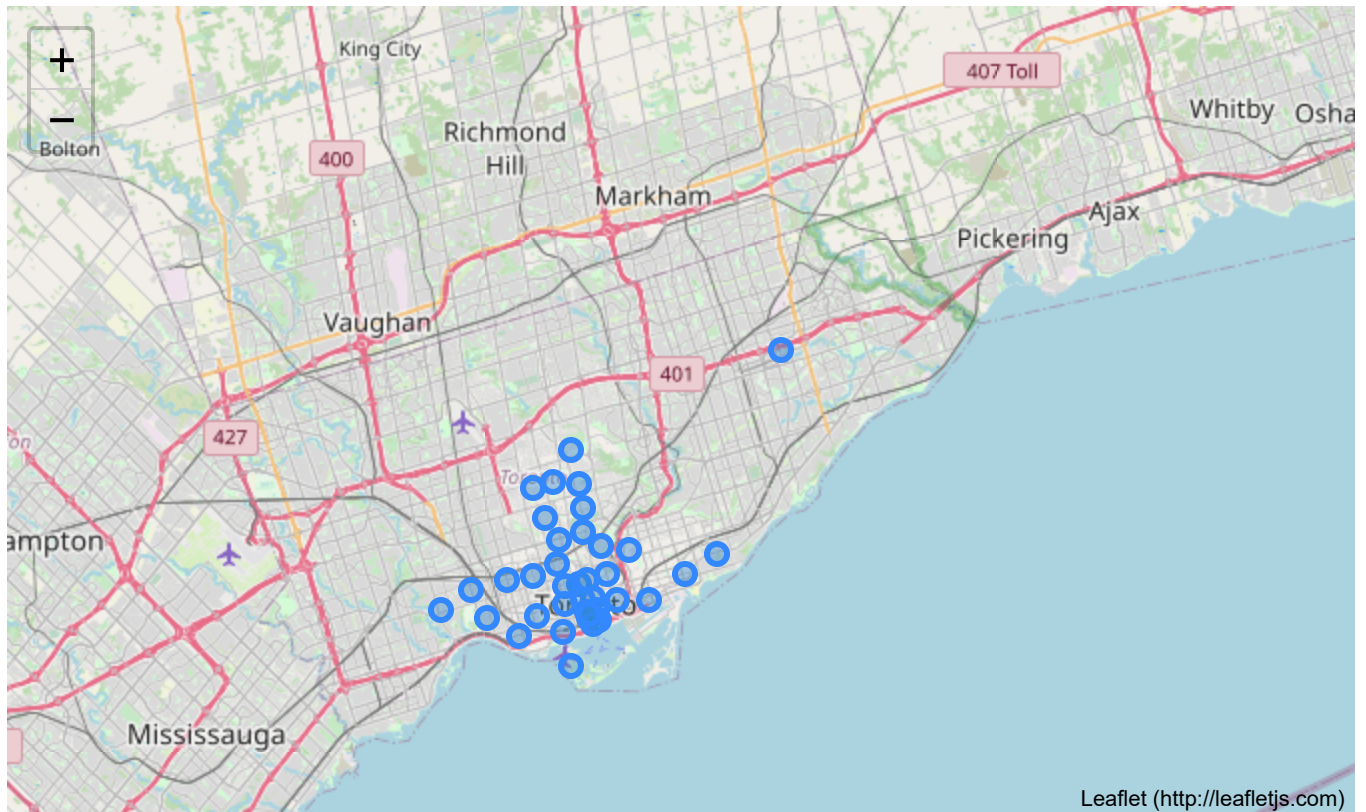 +
King City
407 Toll
−
Whitby
Osha
Richmond
Hill
Bolton
400
Markham
Ajax
Pickering
Vaughan
401
427
on
ampton
Mississauga
Leaflet (http://leafletjs.com)